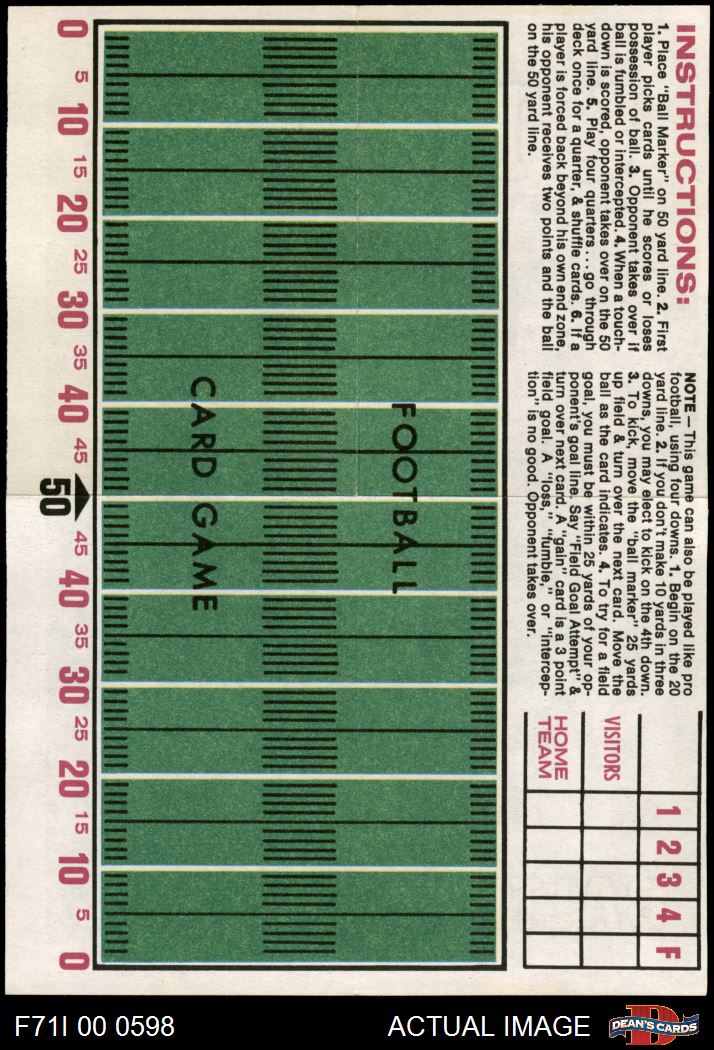 INSTRUCTIONS:
1. Place "Ball Marker" on 50 yard line. 2. First
player picks cards until he scores or loses
possession of ball. 3. Opponent takes over if
ball is fumbled or intercepted. 4. When a touch-
down is scored, opponent takes over on the 50
yard line. 5. Play four quarters . . . go through
deck once for a quarter, & shuffle cards. 6. If a
player is forced back beyond his own end zone,
his opponent receives two points and the ball
on the 50 yard line.
NOTE — This game can also be played like pro
football, using four downs. 1. Begin on the 20
yard line. 2. If you don't make 10 yards in three
downs, you may elect to kick on the 4th down.
3. To kick, move the "ball marker" 25 yards
up field & turn over the next card. Move the
ball as the card indicates. 4. To try for a field
goal, you must be within 25 yards of your op-
ponent's goal line. Say "Field Goal Attempt" &
turn over next card. A "gain" card is a 3 point
field goal. A "loss," "fumble," or "intercep-
tion" is no good. Opponent takes over.
1 2 3 4 F
VISITORS
HOME
TEAM
FOOTBALL
CARD GAME
0 5 10 15 20 25 30 35 40 45 50 45 40 35 30 25 20 15 10 5 0
F71I 00 0598
ACTUAL IMAGE
D
DEAN'S CARDS